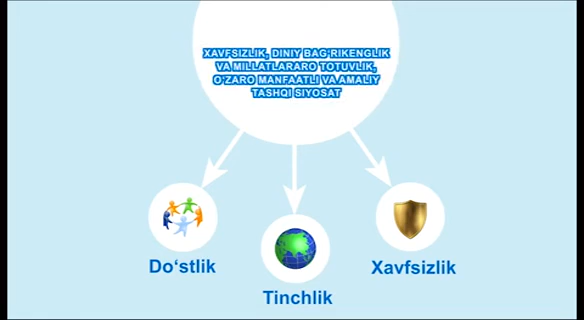 XAVFSIZLIK, DINIY BAG‘RIKENGLIK
VA MILLATLARARO TOTUVLIK,
O‘ZARO MANFAATLI VA AMALIY
TASHQI SIYOSAT
Do‘stlik
Tinchlik
Xavfsizlik